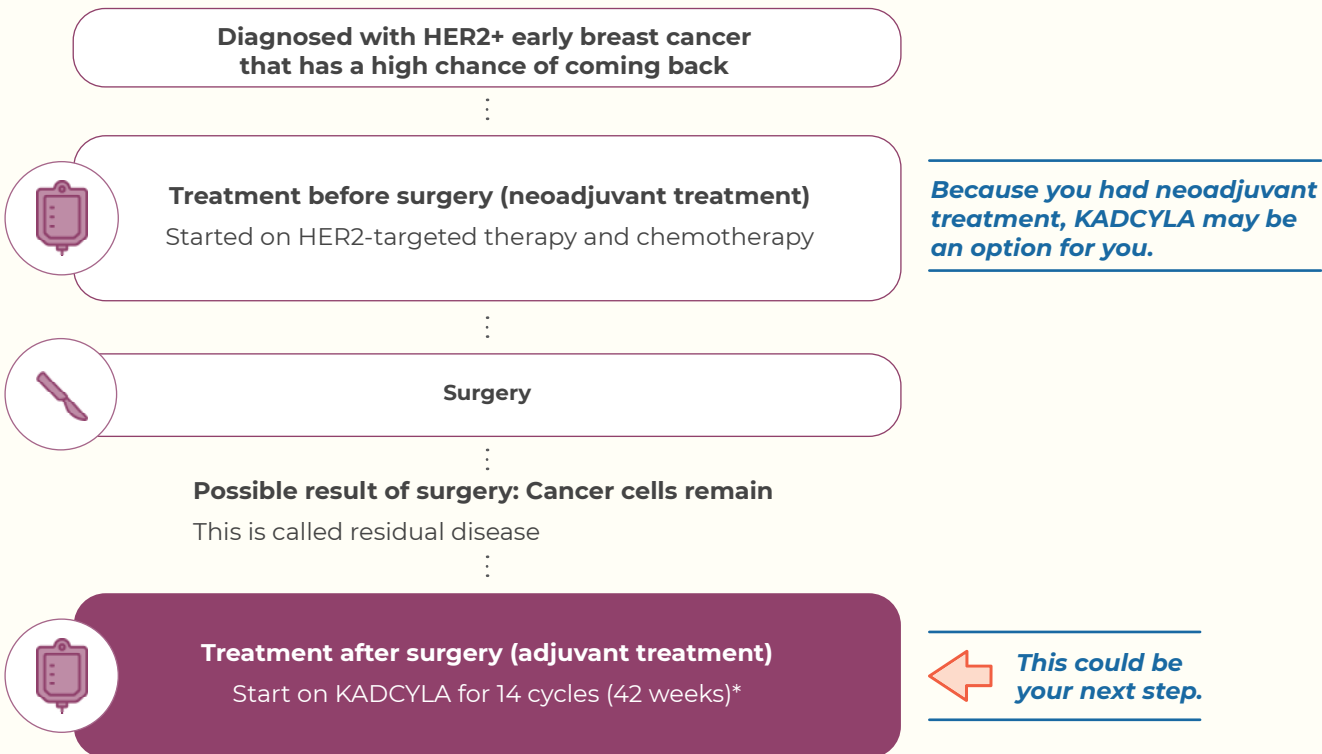 Diagnosed with HER2+ early breast cancer
that has a high chance of coming back
Treatment before surgery (neoadjuvant treatment)
Started on HER2-targeted therapy and chemotherapy
Because you had neoadjuvant
treatment, KADCYLA may be
an option for you.
Surgery
Possible result of surgery: Cancer cells remain
This is called residual disease
Treatment after surgery (adjuvant treatment)
Start on KADCYLA for 14 cycles (42 weeks)*
This could be
your next step.